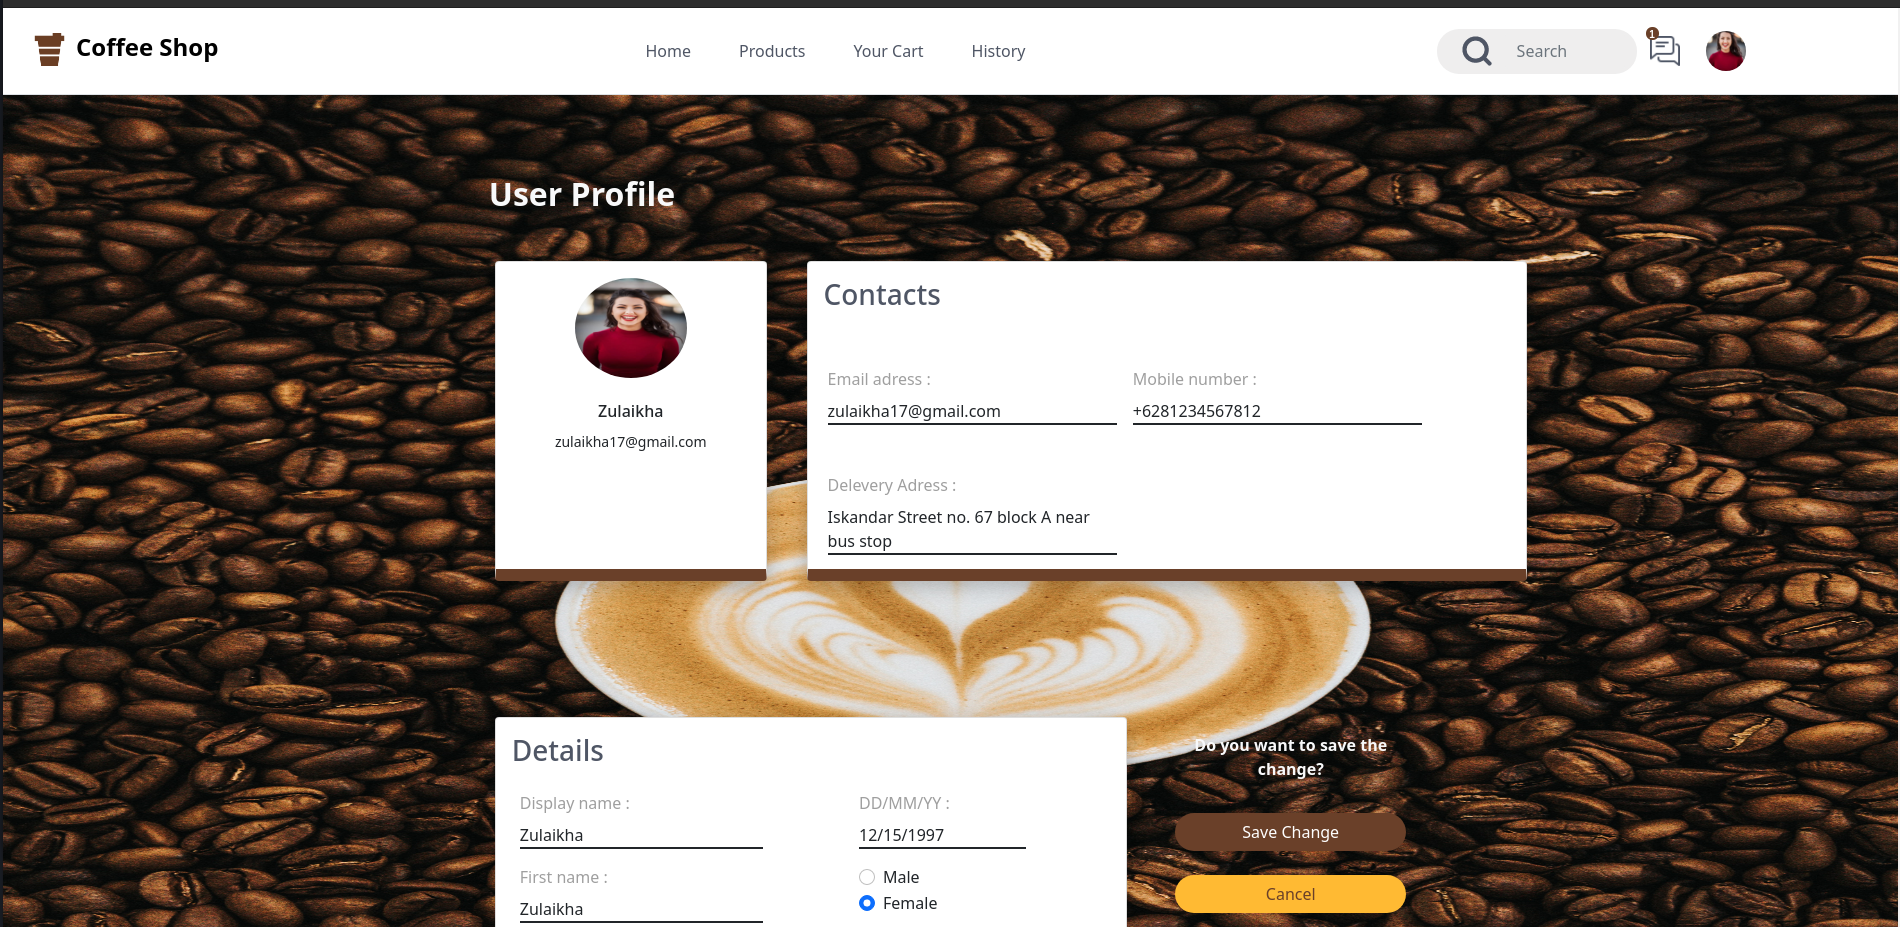 Coffee Shop
Home
Products
Your Cart
History
Search
1
User Profile
Zulaikha
zulaikha17@gmail.com
Contacts
Email adress :
zulaikha17@gmail.com
Mobile number :
+6281234567812
Delevery Adress :
Iskandar Street no. 67 block A near
bus stop
Details
Display name :
Zulaikha
DD/MM/YY :
12/15/1997
First name :
Zulaikha
Male
Female
Do you want to save the
change?
Save Change
Cancel